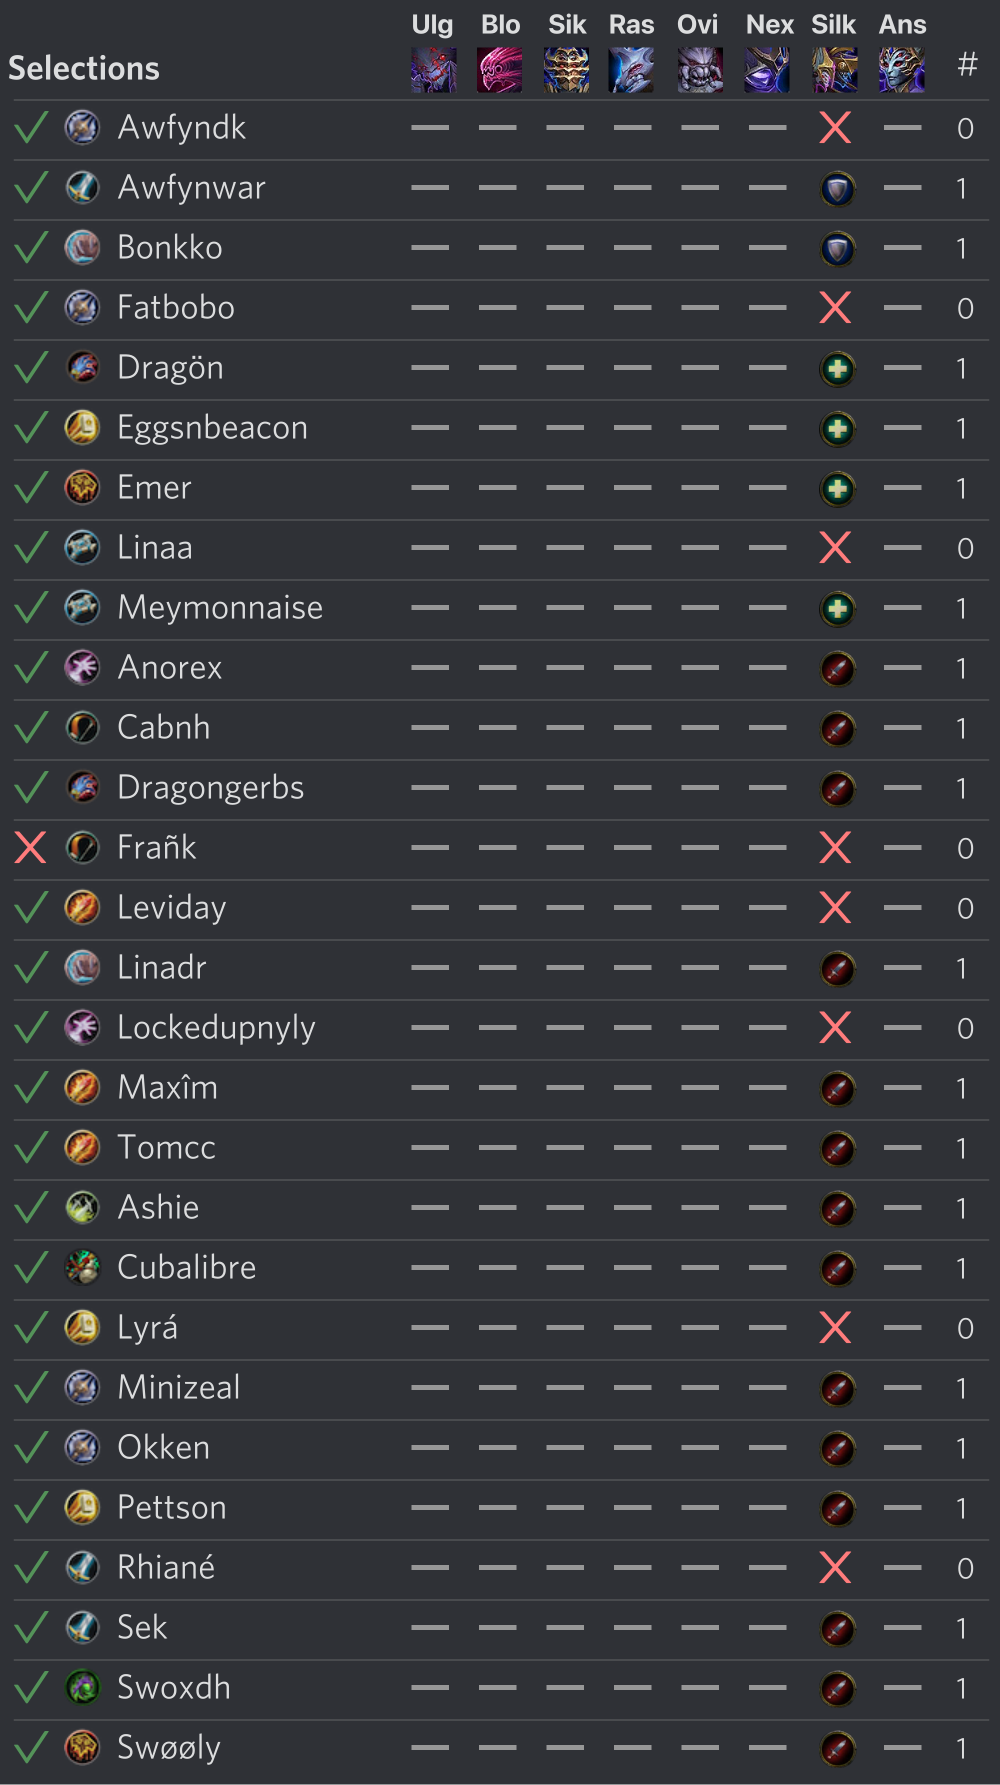 Ulg Blo Sik Ras Ovi Nex Silk Ans
Selections #
Awfyndk 0
Awfynwar 1
Bonkko 1
Fatbobo 0
Dragön 1
Eggsnbeacon 1
Emer 1
Linaa 0
Meymonnaise 1
Anorex 1
Cabnh 1
Dragongerbs 1
Frañk 0
Leviday 0
Linadr 1
Lockedupnyly 0
Maxîm 1
Tomcc 1
Ashie 1
Cubalibre 1
Lyrá 0
Minizeal 1
Okken 1
Pettson 1
Rhiané 0
Sek 1
Swoxdh 1
Swøøly 1